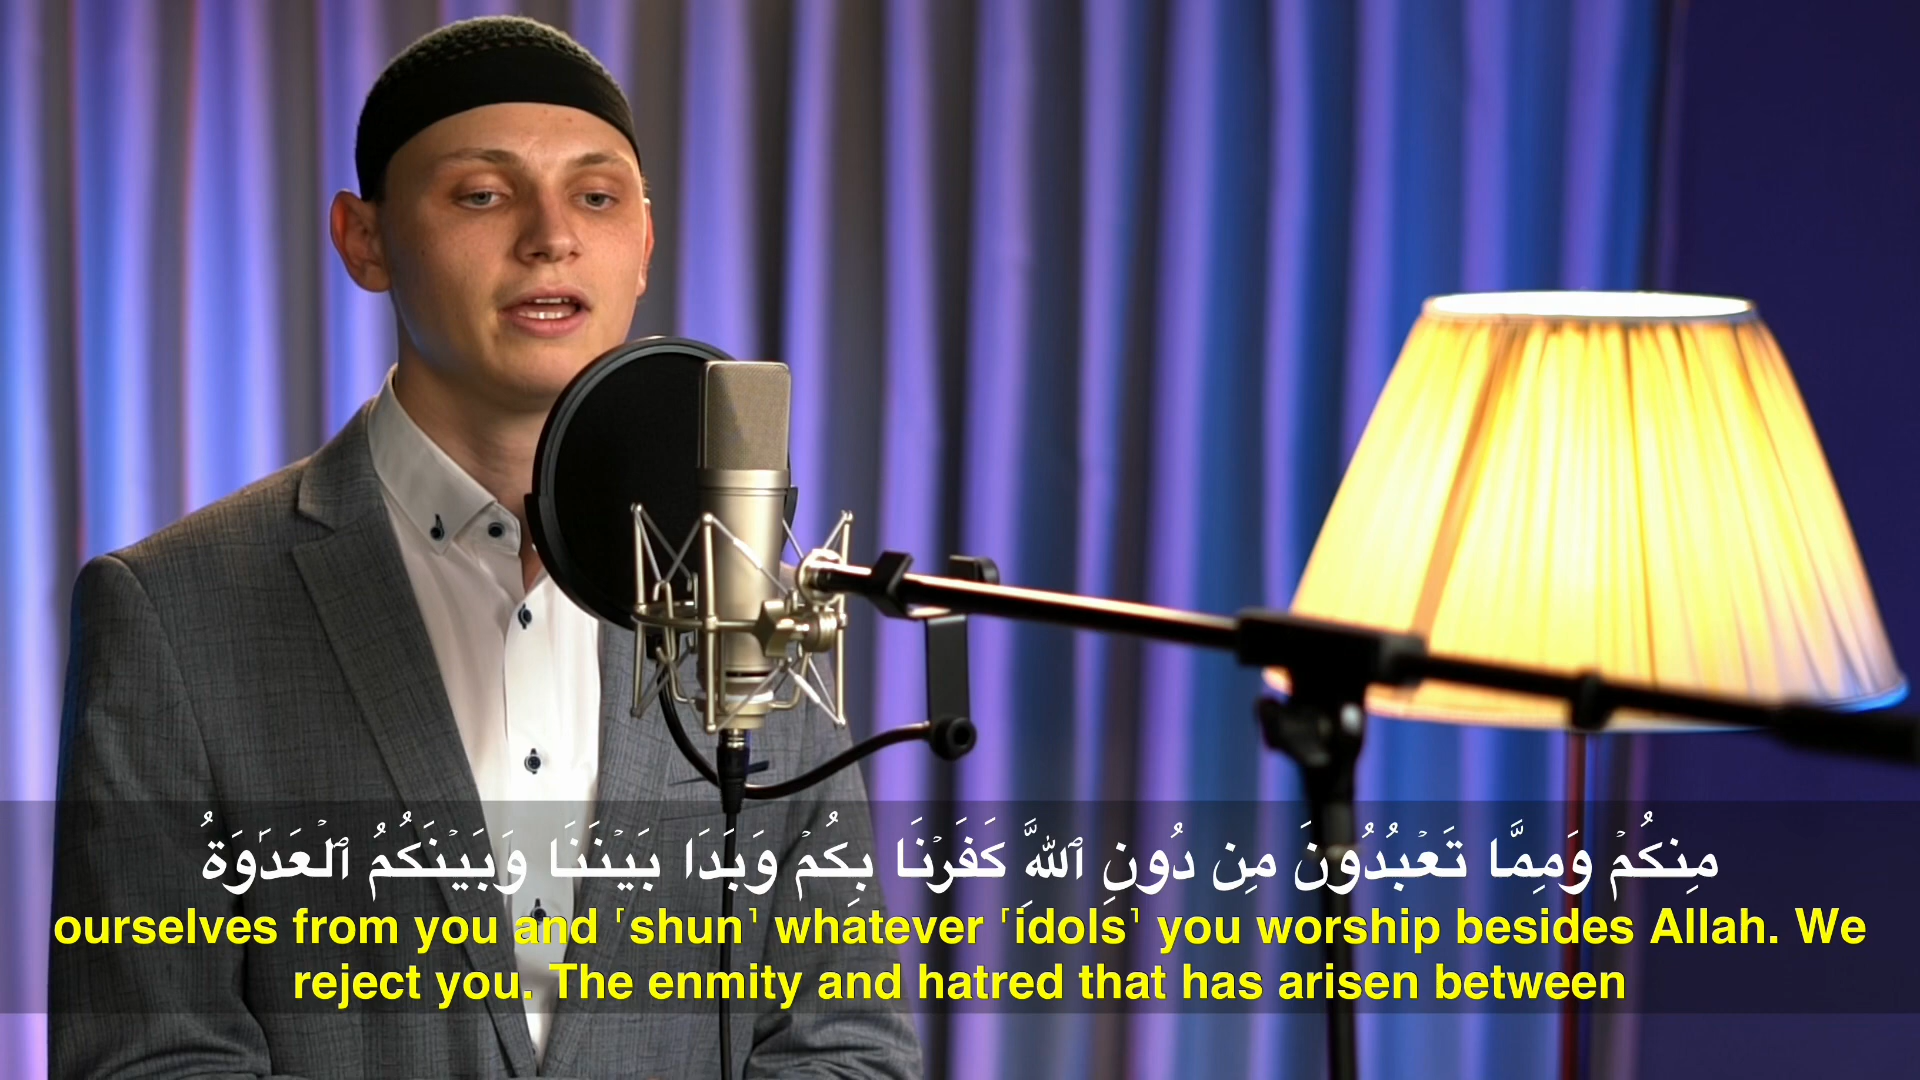 مِنكُمْ وَمِمَّا تَعْبُدُونَ مِن دُونِ ٱللَّهِ كَفَرْنَا بِكُمْ وَبَدَا بَيْنَنَا وَبَيْنَكُمُ ٱلْعَدَٰوَةُ
ourselves from you and ˹shun˺ whatever ˹idols˺ you worship besides Allah. We
reject you. The enmity and hatred that has arisen between